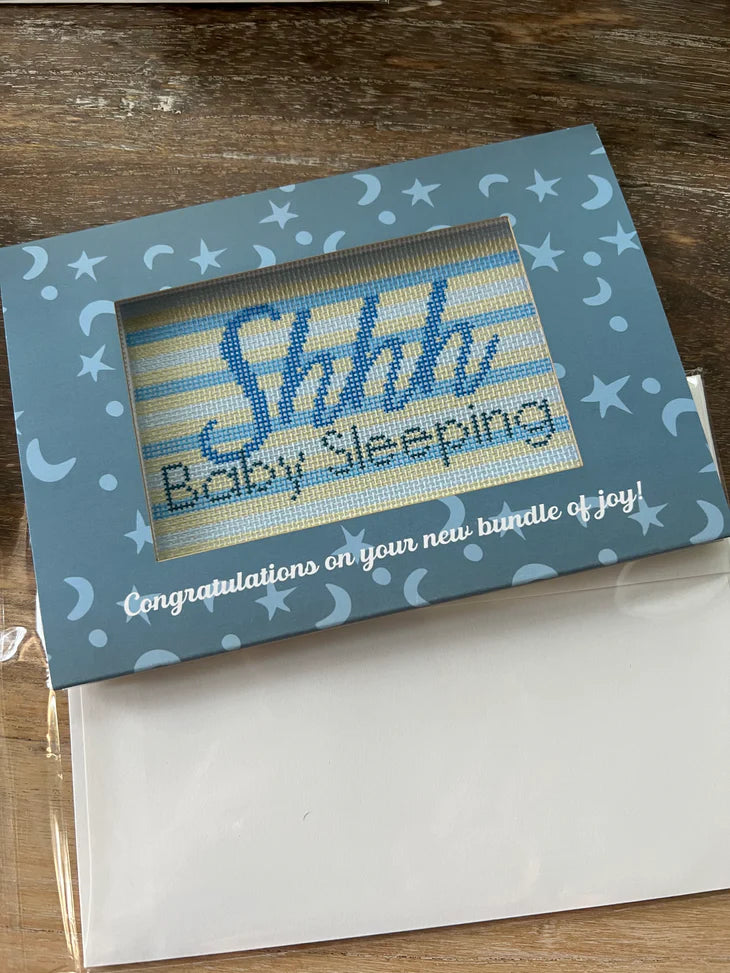 Shhh
Baby Sleeping
Congratulations on your new bundle of joy!